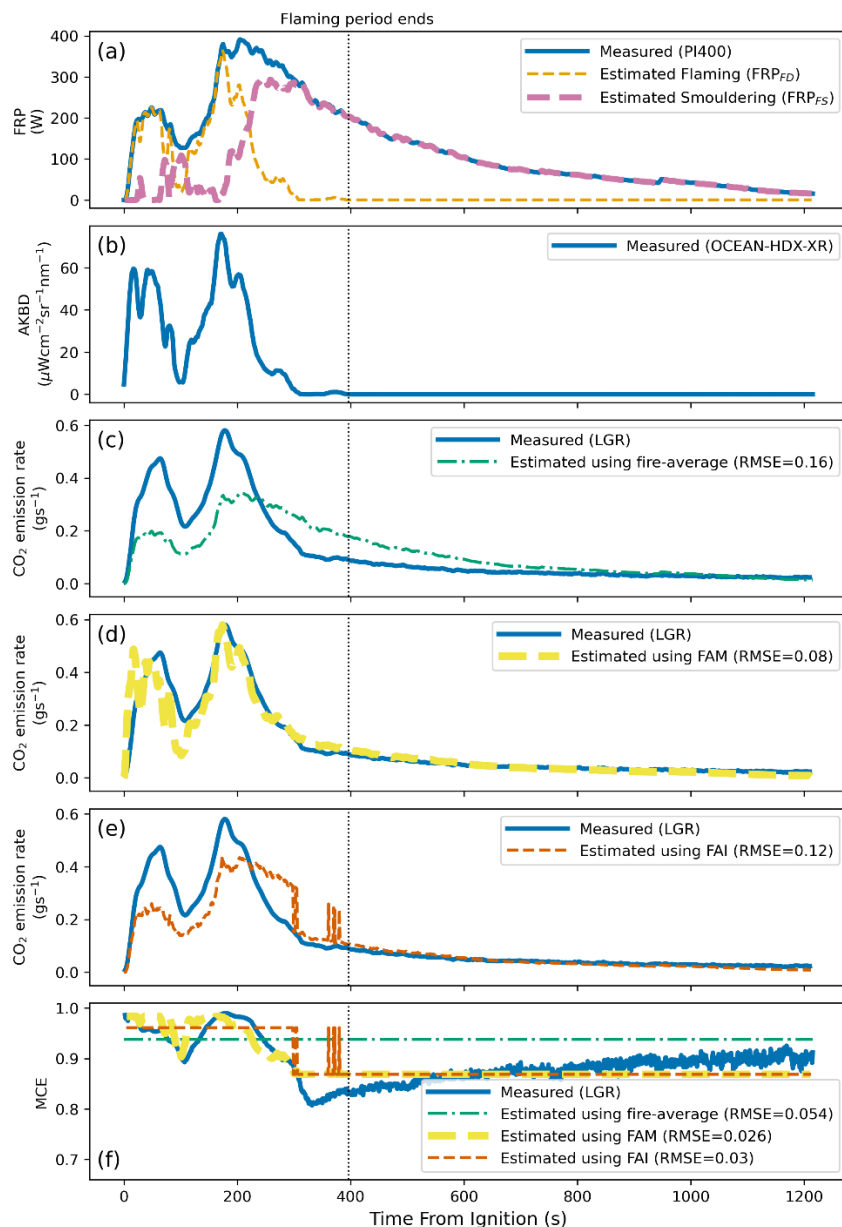 Flaming period ends
(a)
400
300
200
100
0
FRP
(W)
Measured (PI400)
Estimated Flaming (FRP_FD)
Estimated Smouldering (FRP_FS)
(b)
60
40
20
0
AKBD
(μWcm⁻²sr⁻¹nm⁻¹)
Measured (OCEAN-HDX-XR)
(c)
0.6
0.4
0.2
0.0
CO₂ emission rate
(gs⁻¹)
Measured (LGR)
Estimated using fire-average (RMSE=0.16)
(d)
0.6
0.4
0.2
0.0
CO₂ emission rate
(gs⁻¹)
Measured (LGR)
Estimated using FAM (RMSE=0.08)
(e)
0.6
0.4
0.2
0.0
CO₂ emission rate
(gs⁻¹)
Measured (LGR)
Estimated using FAI (RMSE=0.12)
1.0
0.9
0.8
0.7
MCE
Measured (LGR)
Estimated using fire-average (RMSE=0.054)
Estimated using FAM (RMSE=0.026)
Estimated using FAI (RMSE=0.03)
(f)
0 200 400 600 800 1000 1200
Time From Ignition (s)